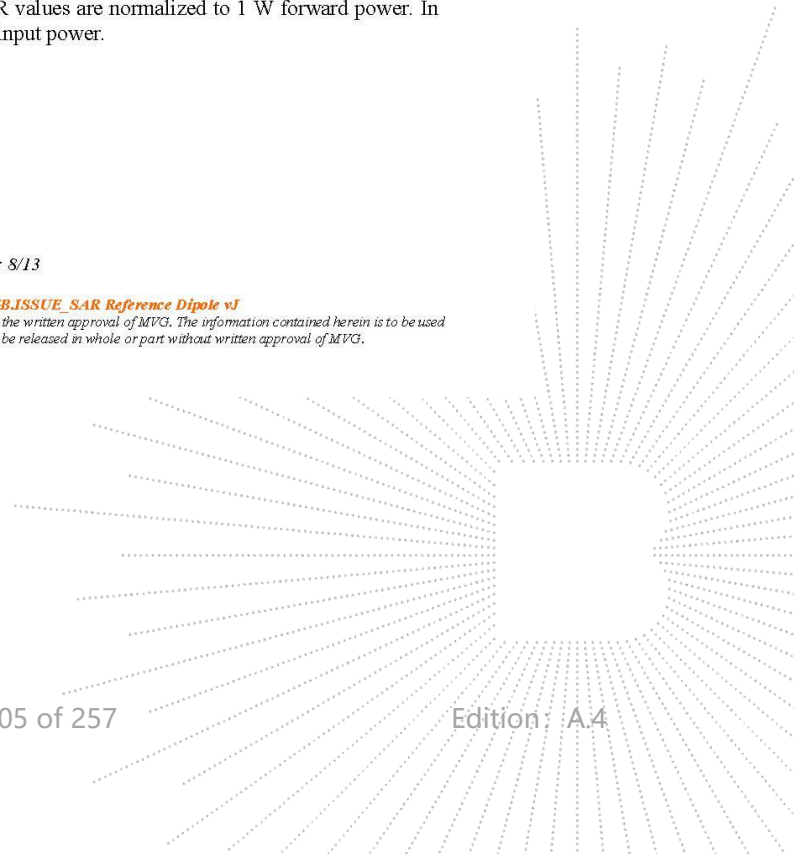 R values are normalized to 1 W forward power. In
input power.
: 8/13
B.ISSUE_SAR Reference Dipole vJ
the written approval of MVG. The information contained herein is to be used
be released in whole or part without written approval of MVG.
05 of 257
Edition: A.4